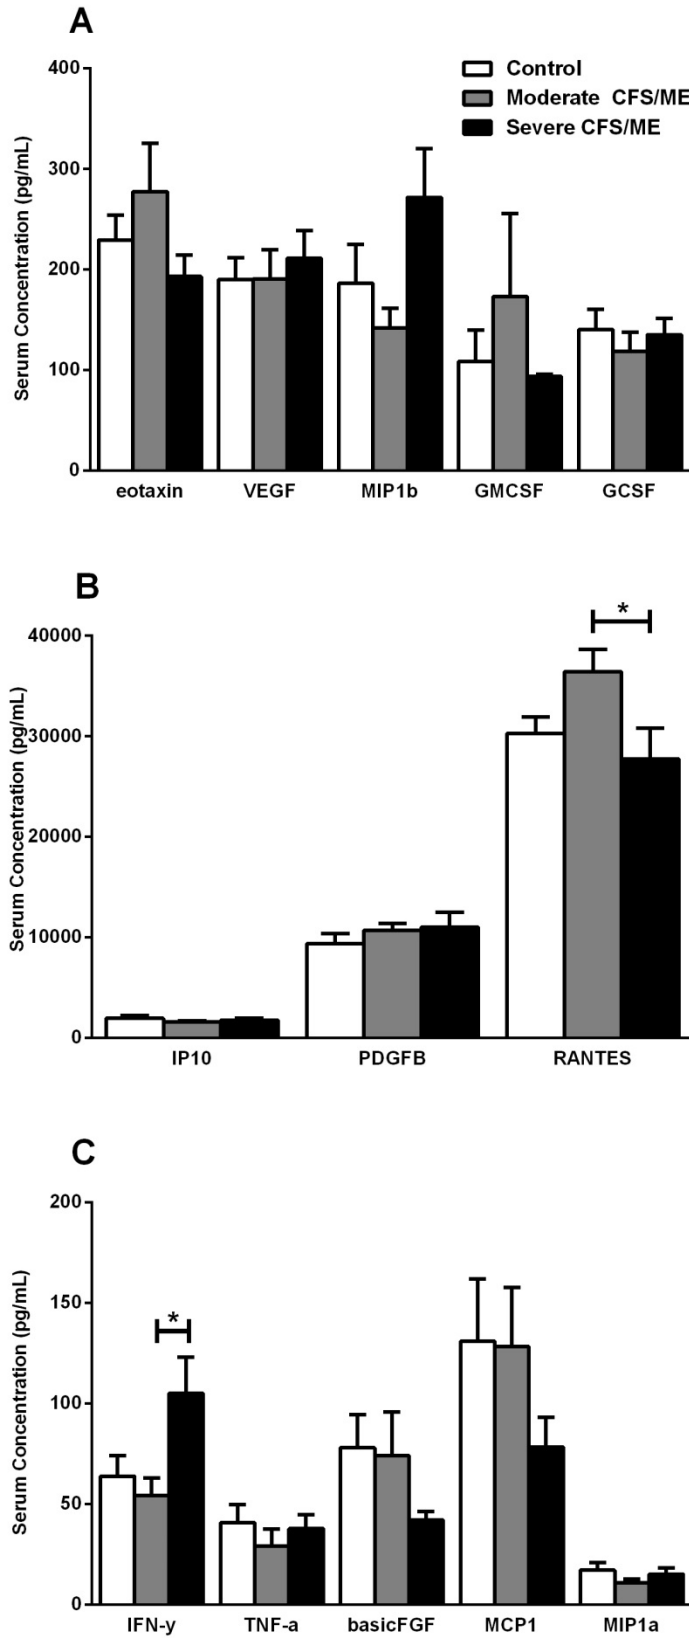 A
Control
Moderate CFS/ME
Severe CFS/ME
Serum Concentration (pg/mL)
400
300
200
100
0
eotaxin VEGF MIP1b GMCSF GCSF
B
*
Serum Concentration (pg/mL)
40000
30000
20000
10000
0
IP10 PDGFB RANTES
C
*
Serum Concentration (pg/mL)
200
150
100
50
0
IFN-y TNF-a basicFGF MCP1 MIP1a